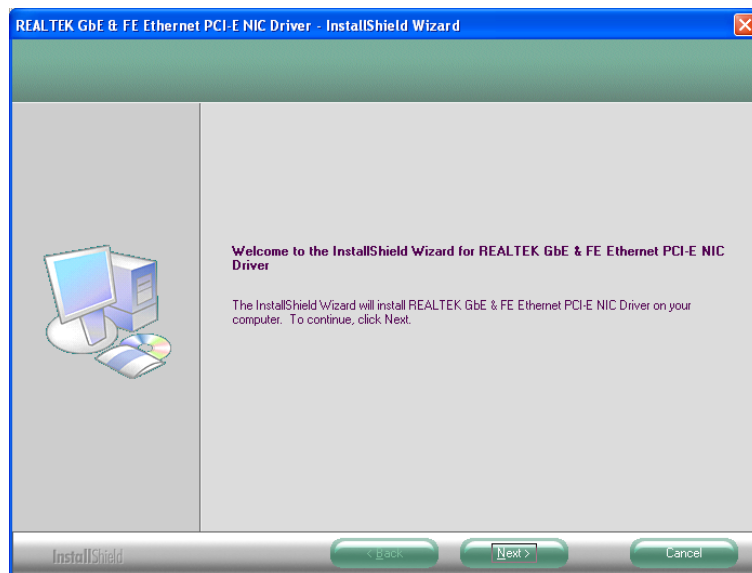 REALTEK GbE & FE Ethernet PCI-E NIC Driver - InstallShield Wizard
Welcome to the InstallShield Wizard for REALTEK GbE & FE Ethernet PCI-E NIC
Driver
The InstallShield Wizard will install REALTEK GbE & FE Ethernet PCI-E NIC Driver on your
computer. To continue, click Next.
InstallShield
< Back
Next >
Cancel